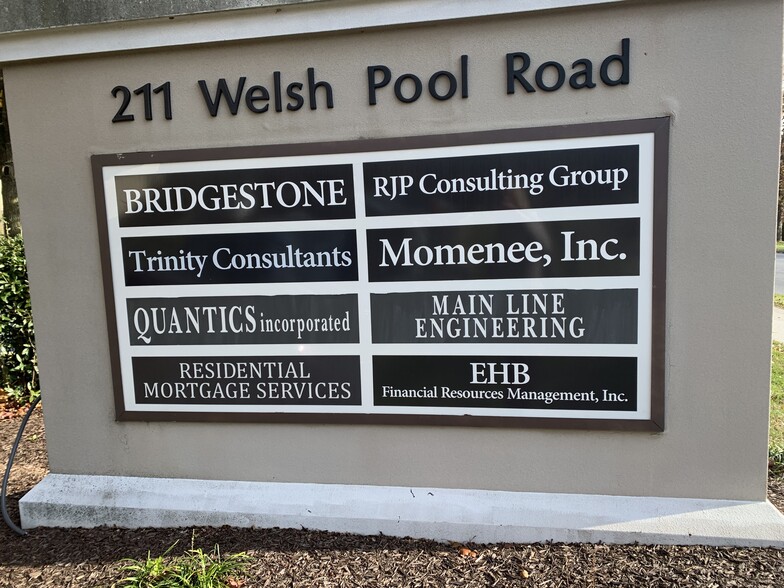 211 Welsh Pool Road
BRIDGESTONE
RJP Consulting Group
Trinity Consultants
Momenee, Inc.
QUANTICS incorporated
MAIN LINE
ENGINEERING
RESIDENTIAL
MORTGAGE SERVICES
EHB
Financial Resources Management, Inc.